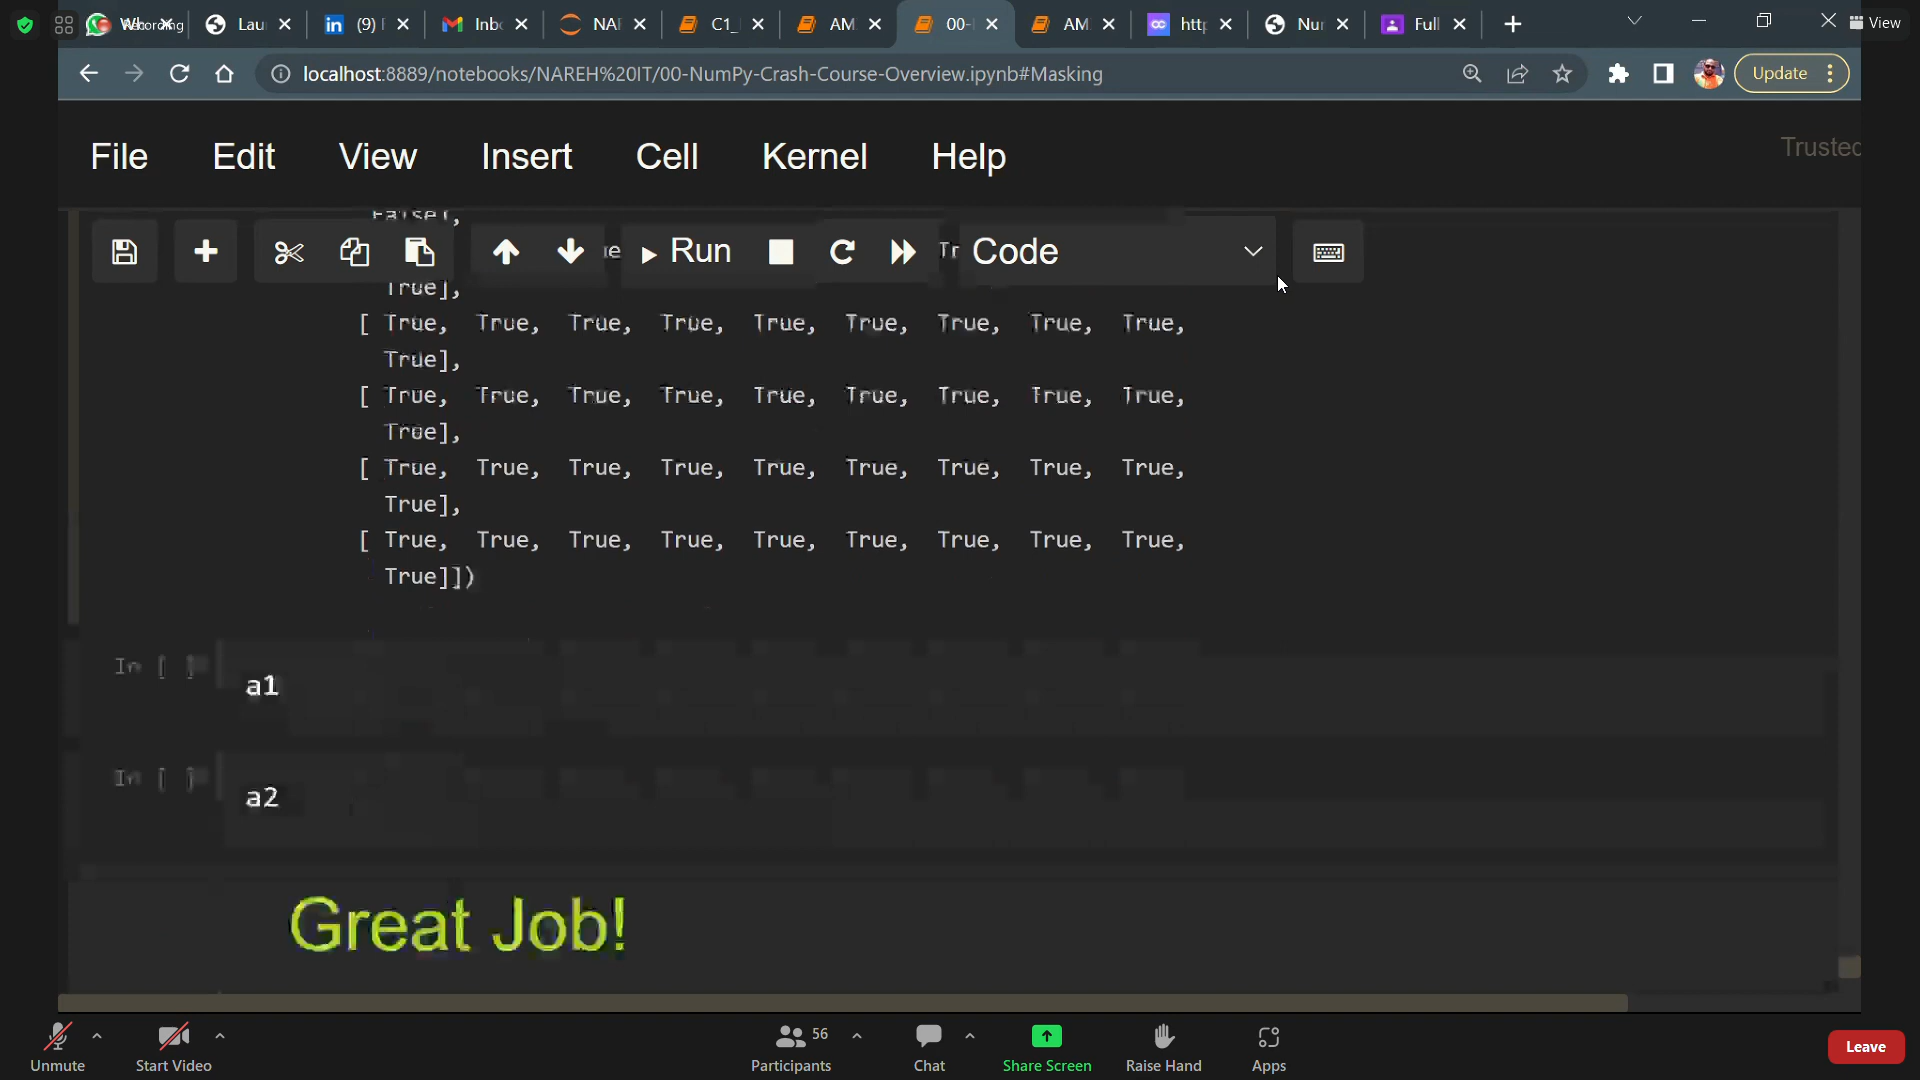 Recording Lau (9) Inb NAI C1_ AM 00- AM. http Nur Full View
localhost:8889/notebooks/NAREH%20IT/00-NumPy-Crash-Course-Overview.ipynb#Masking Update
File Edit View Insert Cell Kernel Help Trusted
False],
Run Code
True],
[ True, True, True, True, True, True, True, True, True,
True],
[ True, True, True, True, True, True, True, True, True,
True],
[ True, True, True, True, True, True, True, True, True,
True],
[ True, True, True, True, True, True, True, True, True,
True]])
In [ ]
a1
In [ ]
a2
Great Job!
56
Unmute Start Video Participants Chat Share Screen Raise Hand Apps Leave